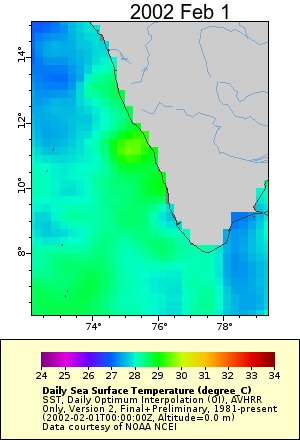 2002 Feb 1
14°
12°
10°
8°
74°
76°
78°
24 25 26 27 28 29 30 31 32 33 34
Daily Sea Surface Temperature (degree_C)
SST, Daily Optimum Interpolation (OI), AVHRR
Only, Version 2, Final+Preliminary, 1981-present
(2002-02-01T00:00:00Z, Altitude=0.0 m)
Data courtesy of NOAA NCEI